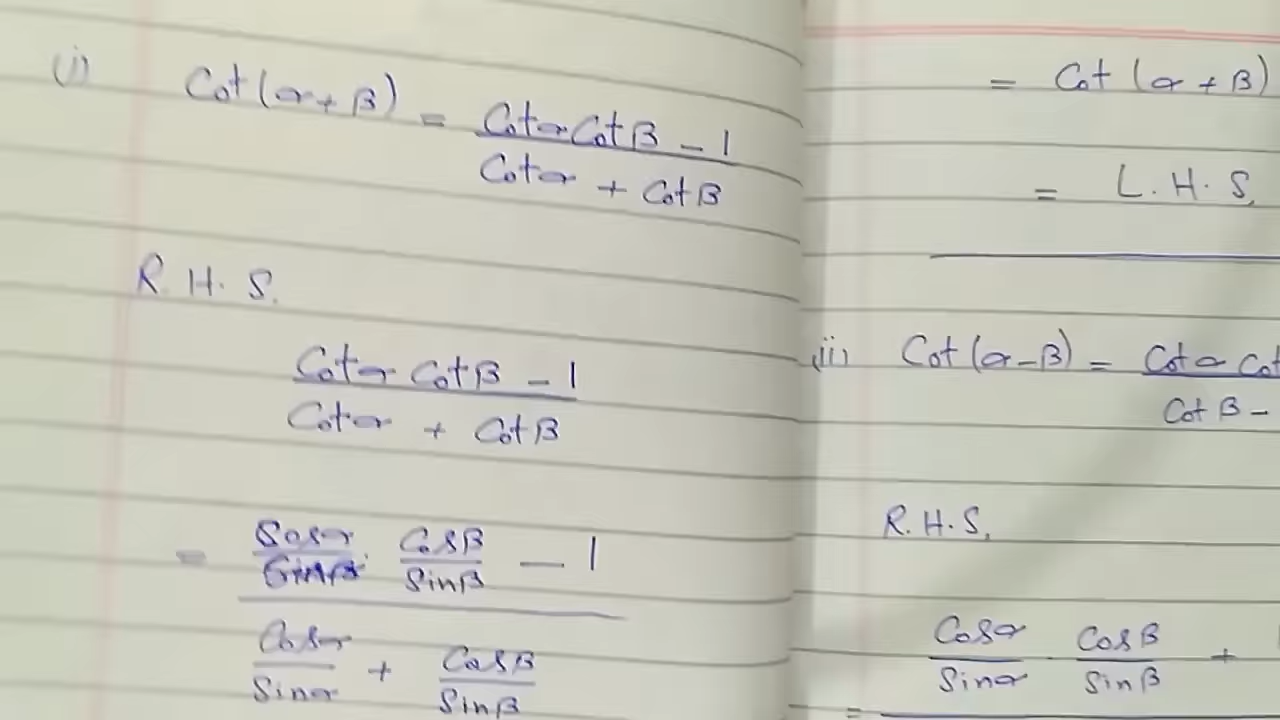 (i) Cot(α+β) = Cotα Cotβ - 1
Cotα + Cotβ
R.H.S.
Cotα Cotβ - 1
Cotα + Cotβ
= Cosα Cosβ - 1
Sinβ Sinβ
Cosα + Cosβ
Sinα Sinβ
= Cot (α + β)
= L.H.S.
(ii) Cot(α-β) = Cotα Cot
Cotβ -
R.H.S.
Cosα Cosβ +
Sinα Sinβ
=